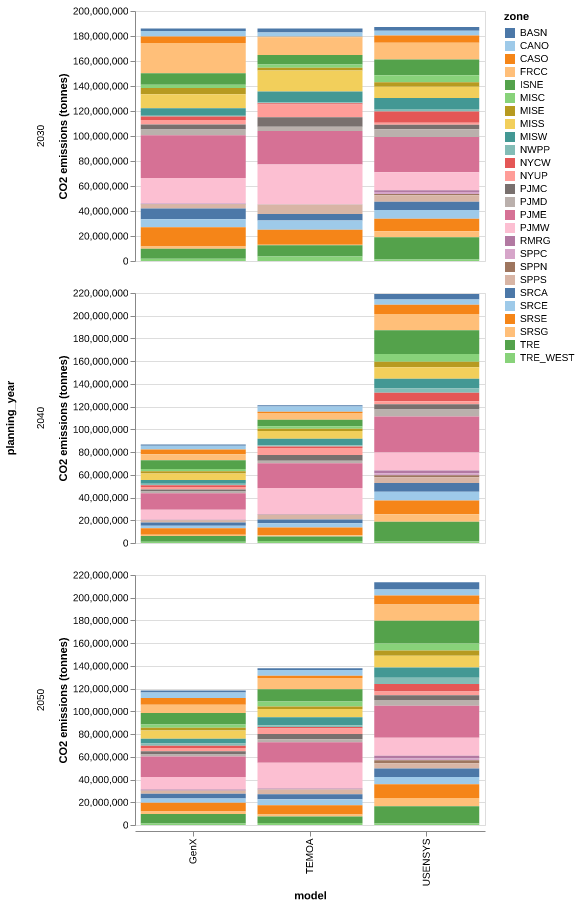 200,000,000
180,000,000
160,000,000
140,000,000
120,000,000
100,000,000
80,000,000
60,000,000
40,000,000
20,000,000
0
CO2 emissions (tonnes)
2030
220,000,000
200,000,000
180,000,000
160,000,000
140,000,000
120,000,000
100,000,000
80,000,000
60,000,000
40,000,000
20,000,000
0
CO2 emissions (tonnes)
2040
planning_year
220,000,000
200,000,000
180,000,000
160,000,000
140,000,000
120,000,000
100,000,000
80,000,000
60,000,000
40,000,000
20,000,000
0
CO2 emissions (tonnes)
2050
GenX
TEMOA
USENSYS
model
zone
BASN
CANO
CASO
FRCC
ISNE
MISC
MISE
MISS
MISW
NWPP
NYCW
NYUP
PJMC
PJMD
PJME
PJMW
RMRG
SPPC
SPPN
SPPS
SRCA
SRCE
SRSE
SRSG
TRE
TRE_WEST